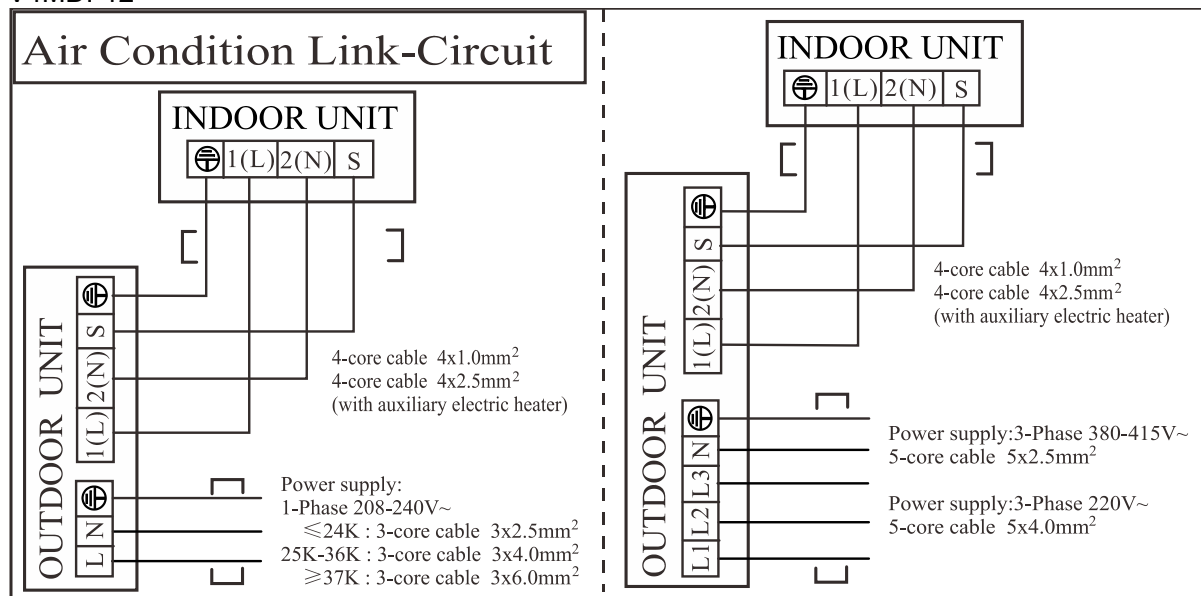 Air Condition Link-Circuit
INDOOR UNIT
1(L) 2(N) S
OUTDOOR UNIT
S
2(N)
1(L)
N
L
4-core cable 4x1.0mm²
4-core cable 4x2.5mm²
(with auxiliary electric heater)
Power supply:
1-Phase 208-240V~
≤24K : 3-core cable 3x2.5mm²
25K-36K : 3-core cable 3x4.0mm²
≥37K : 3-core cable 3x6.0mm²
INDOOR UNIT
1(L) 2(N) S
OUTDOOR UNIT
S
2(N)
1(L)
N
L3
L2
L1
4-core cable 4x1.0mm²
4-core cable 4x2.5mm²
(with auxiliary electric heater)
Power supply:3-Phase 380-415V~
5-core cable 5x2.5mm²
Power supply:3-Phase 220V~
5-core cable 5x4.0mm²